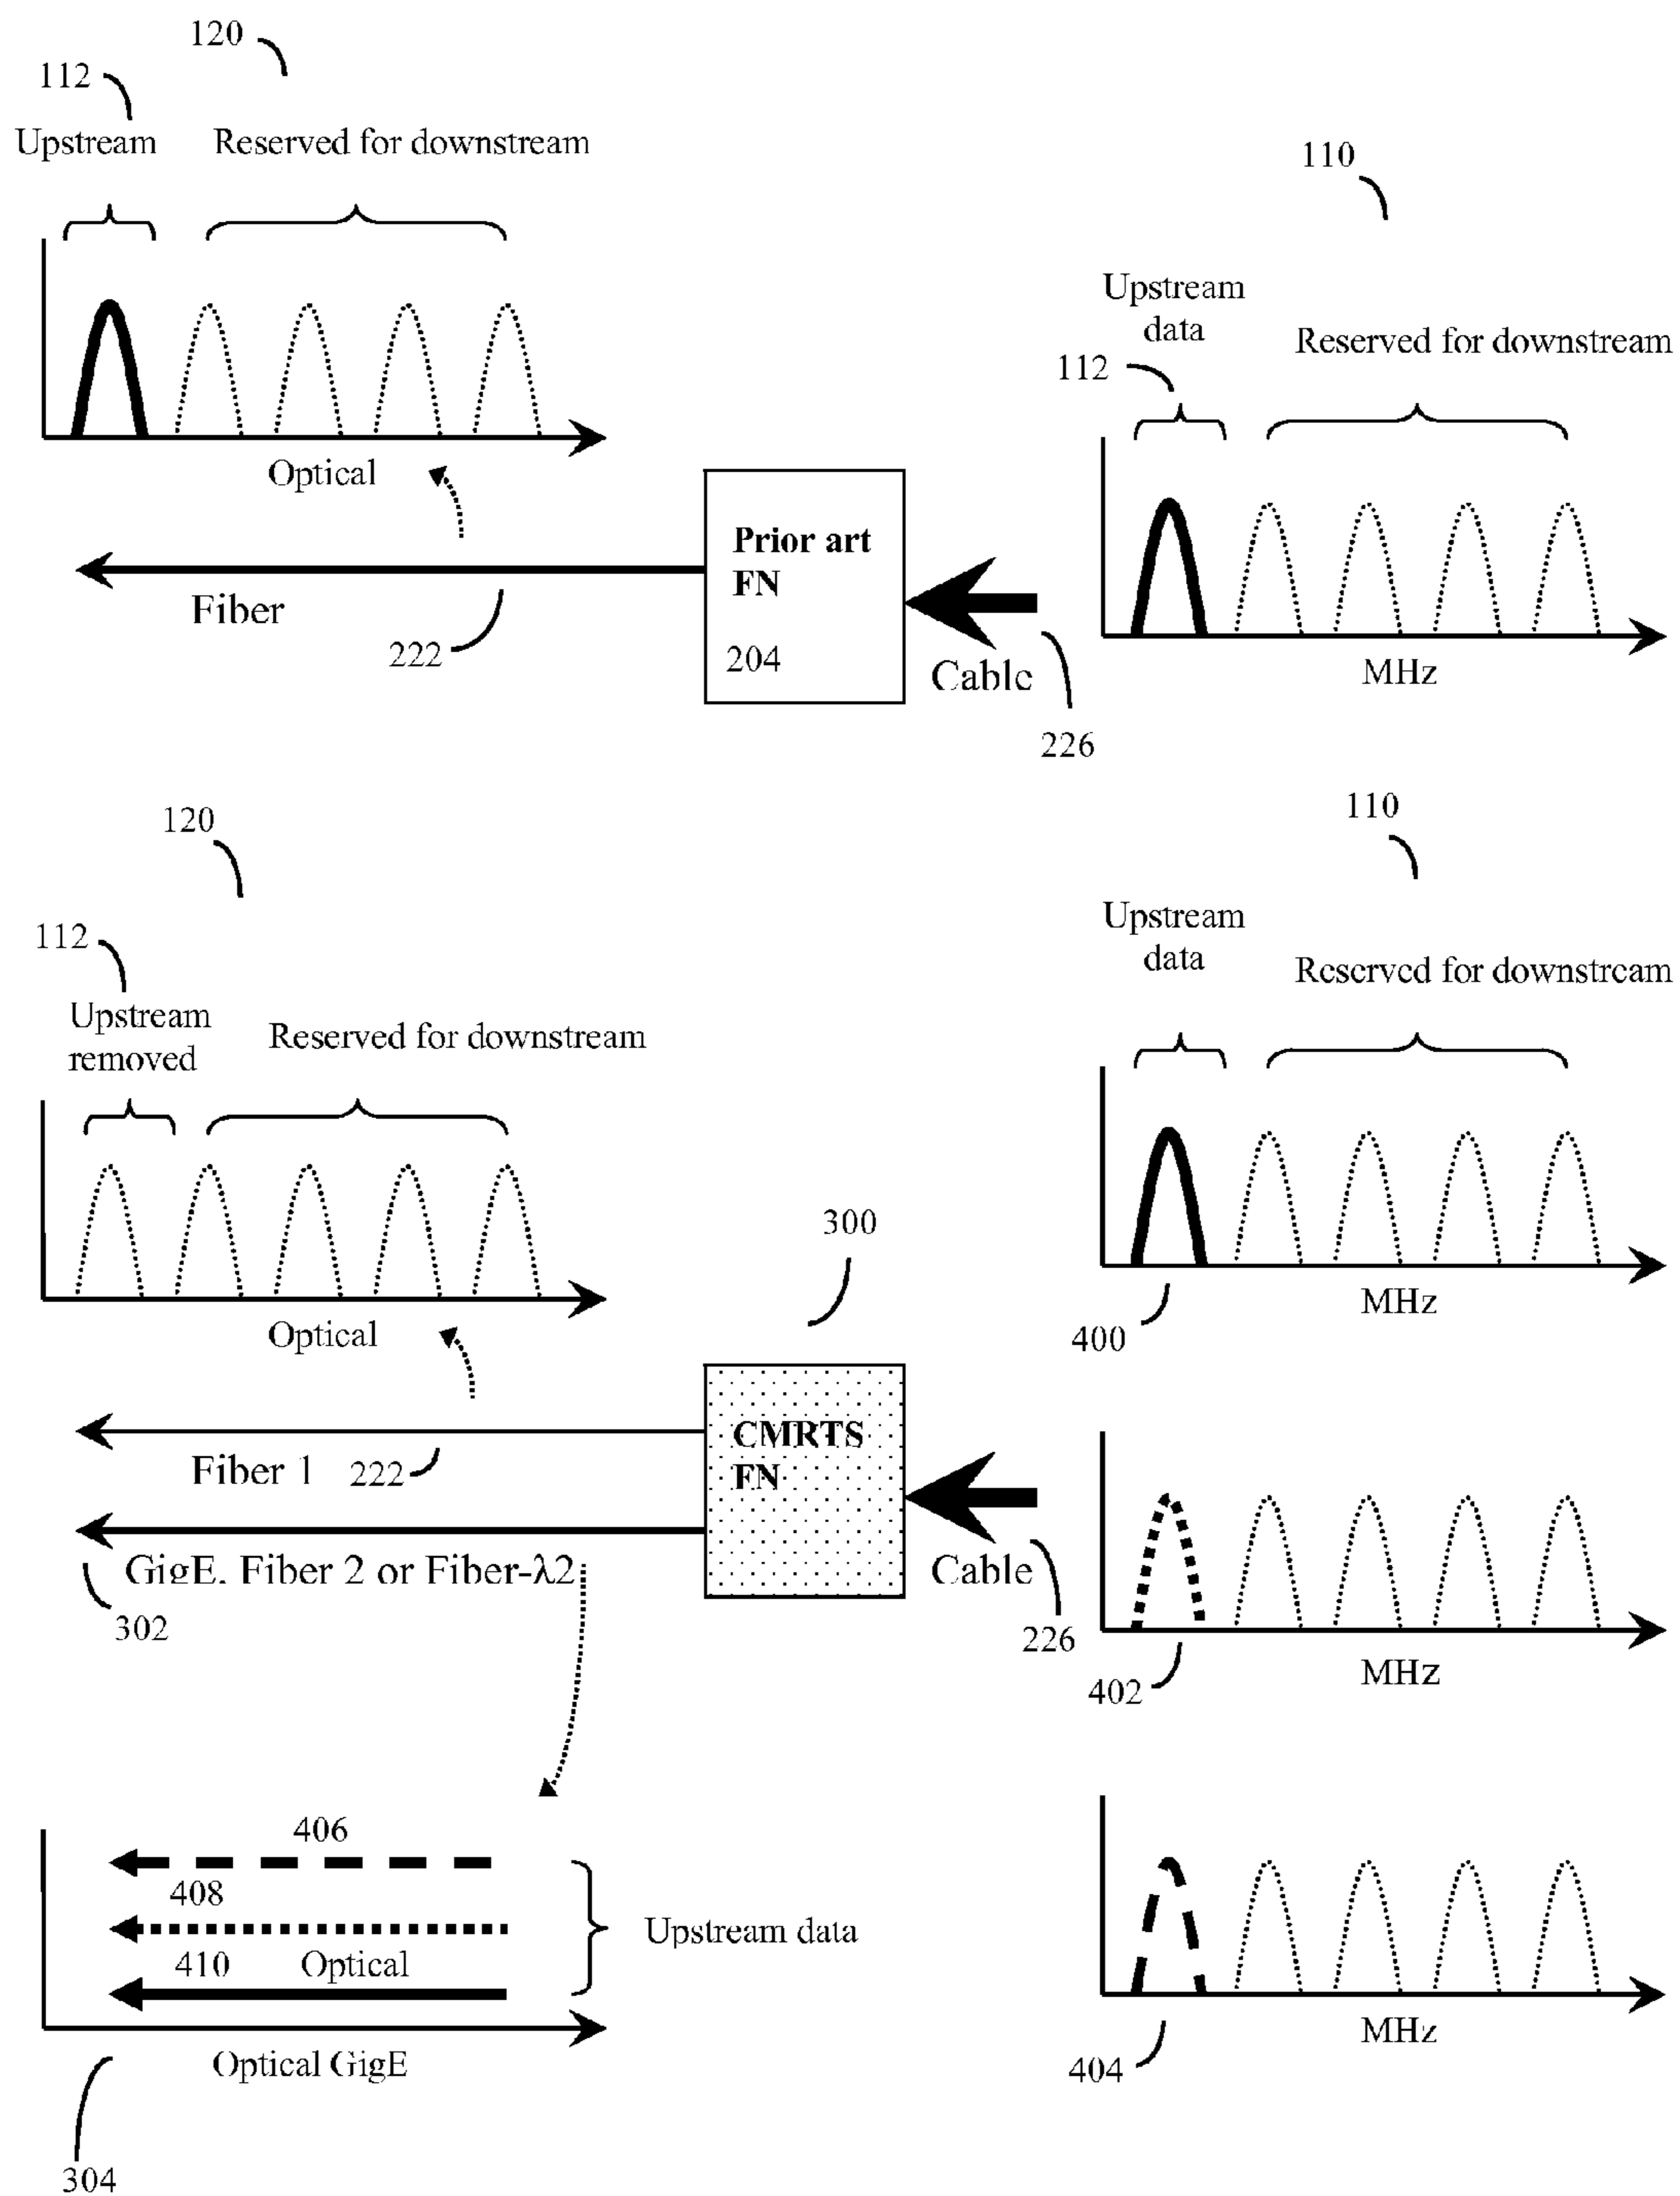 120
112
Upstream
Reserved for downstream
110
Upstream
data
Reserved for downstream
112
Optical
Prior art
FN
204
Fiber
222
Cable
MHz
226
120
110
112
Upstream
data
Reserved for downstream
Upstream
removed
Reserved for downstream
300
MHz
400
Optical
CMRTS
FN
Fiber 1
222
Cable
GigE, Fiber 2 or Fiber-λ2
302
226
MHz
402
406
408
410
Optical
Upstream data
Optical GigE
MHz
404
304